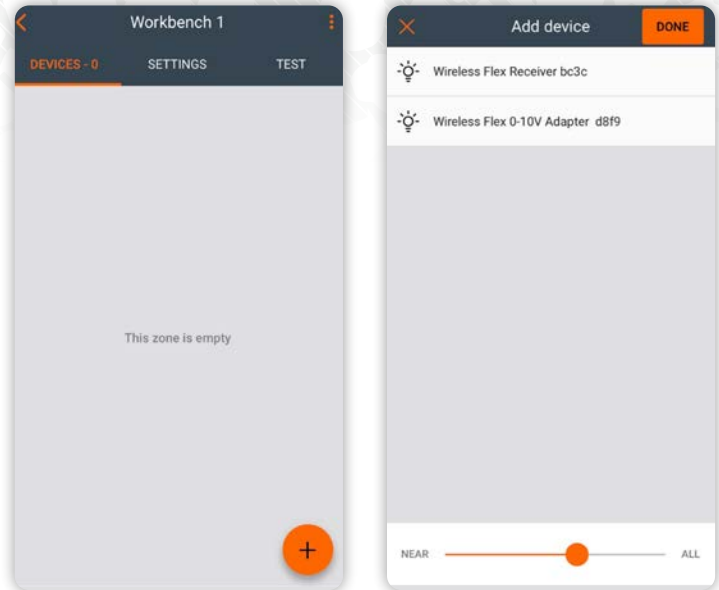 Workbench 1
DEVICES - 0 SETTINGS TEST
This zone is empty
+
Add device DONE
Wireless Flex Receiver bc3c
Wireless Flex 0-10V Adapter d8f9
NEAR ALL